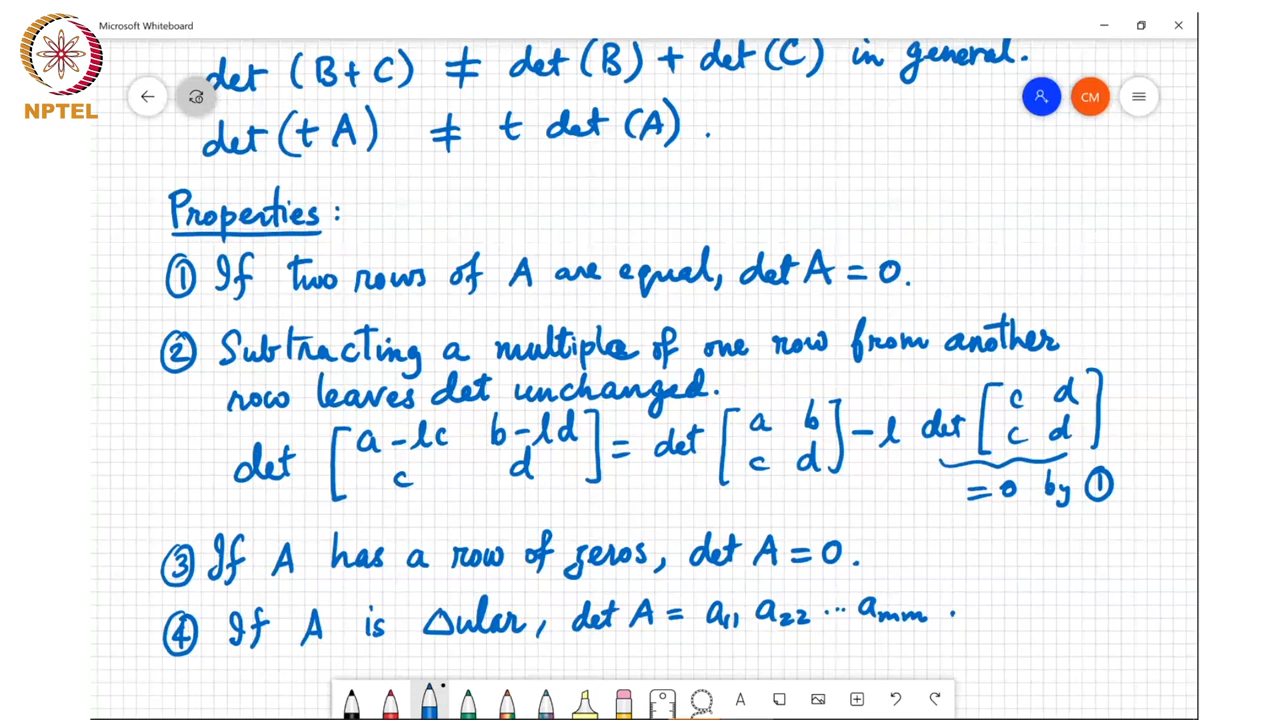 Microsoft Whiteboard
NPTEL
CM
det (B+C) ≠ det (B) + det (C) in general.
det (t A) ≠ t det (A).
Properties:
① If two rows of A are equal, det A = 0.
② Subtracting a multiple of one row from another
row leaves det unchanged.
det [a-lc b-ld; c d] = det [a b; c d] - l det [c d; c d]
= 0 by ①
③ If A has a row of zeros, det A = 0.
④ If A is Δular, det A = a₁₁ a₂₂ ... aₘₘ.
A